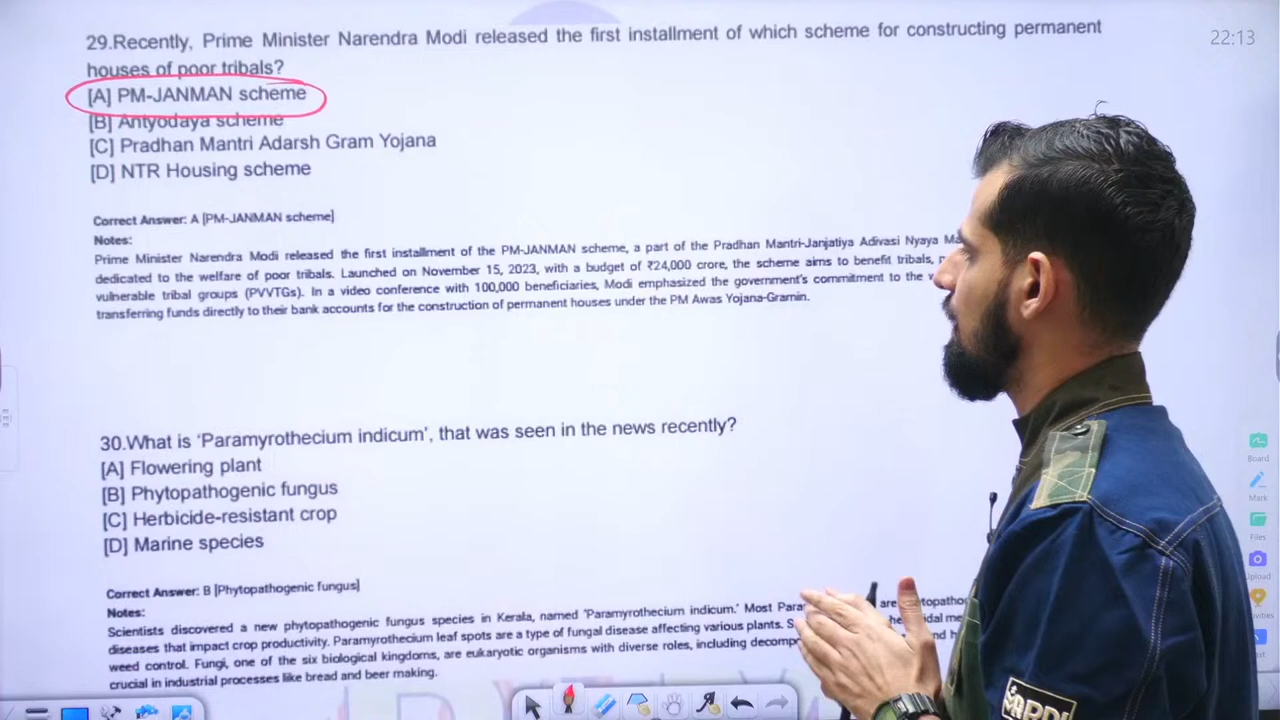 29.Recently, Prime Minister Narendra Modi released the first installment of which scheme for constructing permanent
22:13
houses of poor tribals?
[A] PM-JANMAN scheme
[B] Antyodaya scheme
[C] Pradhan Mantri Adarsh Gram Yojana
[D] NTR Housing scheme
Correct Answer: A [PM-JANMAN scheme]
Notes:
Prime Minister Narendra Modi released the first installment of the PM-JANMAN scheme, a part of the Pradhan Mantri-Janjatiya Adivasi Nyaya
dedicated to the welfare of poor tribals. Launched on November 15, 2023, with a budget of ₹24,000 crore, the scheme aims to benefit tribals,
vulnerable tribal groups (PVVTGs). In a video conference with 100,000 beneficiaries, Modi emphasized the government's commitment to the
transferring funds directly to their bank accounts for the construction of permanent houses under the PM Awas Yojana-Gramin.
30.What is 'Paramyrothecium indicum', that was seen in the news recently?
[A] Flowering plant
[B] Phytopathogenic fungus
[C] Herbicide-resistant crop
[D] Marine species
Correct Answer: B [Phytopathogenic fungus]
Notes:
Scientists discovered a new phytopathogenic fungus species in Kerala, named 'Paramyrothecium indicum.' Most are
diseases that impact crop productivity. Paramyrothecium leaf spots are a type of fungal disease affecting various plants.
weed control. Fungi, one of the six biological kingdoms, are eukaryotic organisms with diverse roles, including
crucial in industrial processes like bread and beer making.
Board
Mark
Files
Upload